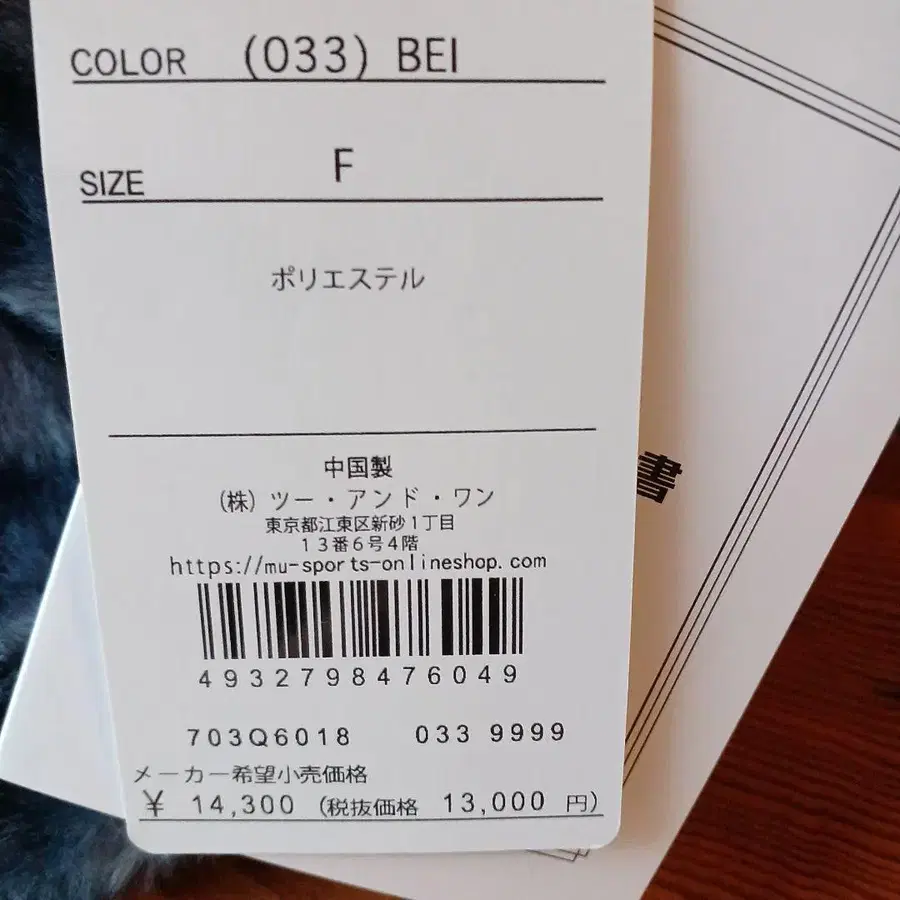 COLOR (033) BEI
SIZE F
ポリエステル
中国製
(株) ツー・アンド・ワン
東京都江東区新砂1丁目
13番6号4階
https://mu-sports-onlineshop.com
4932798476049
703Q6018 033 9999
メーカー希望小売価格
¥ 14,300 (税抜価格 13,000 円)
書